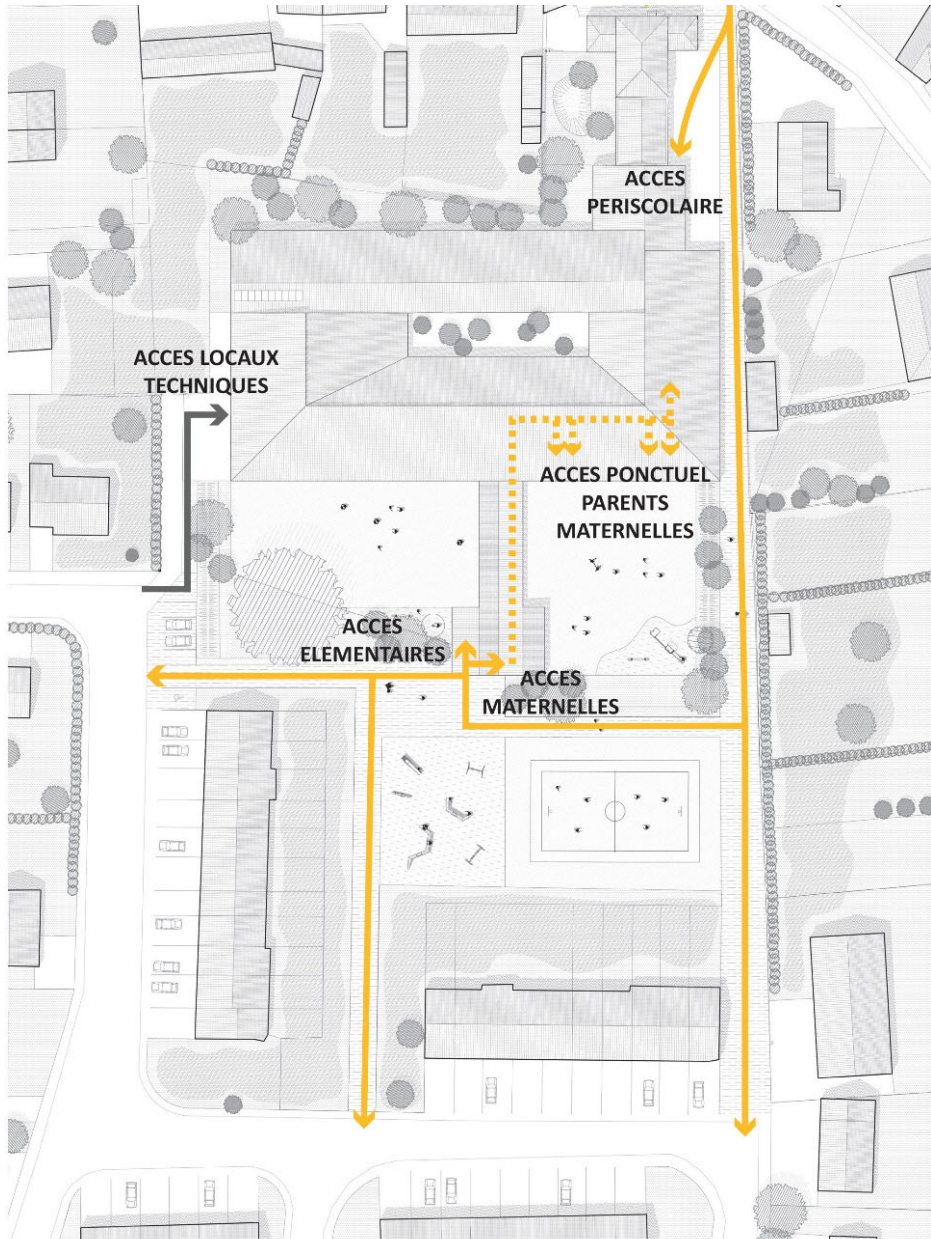 ACCES
PERISCOLAIRE
ACCES LOCAUX
TECHNIQUES
ACCES PONCTUEL
PARENTS
MATERNELLES
ACCES
ELEMENTAIRES
ACCES
MATERNELLES